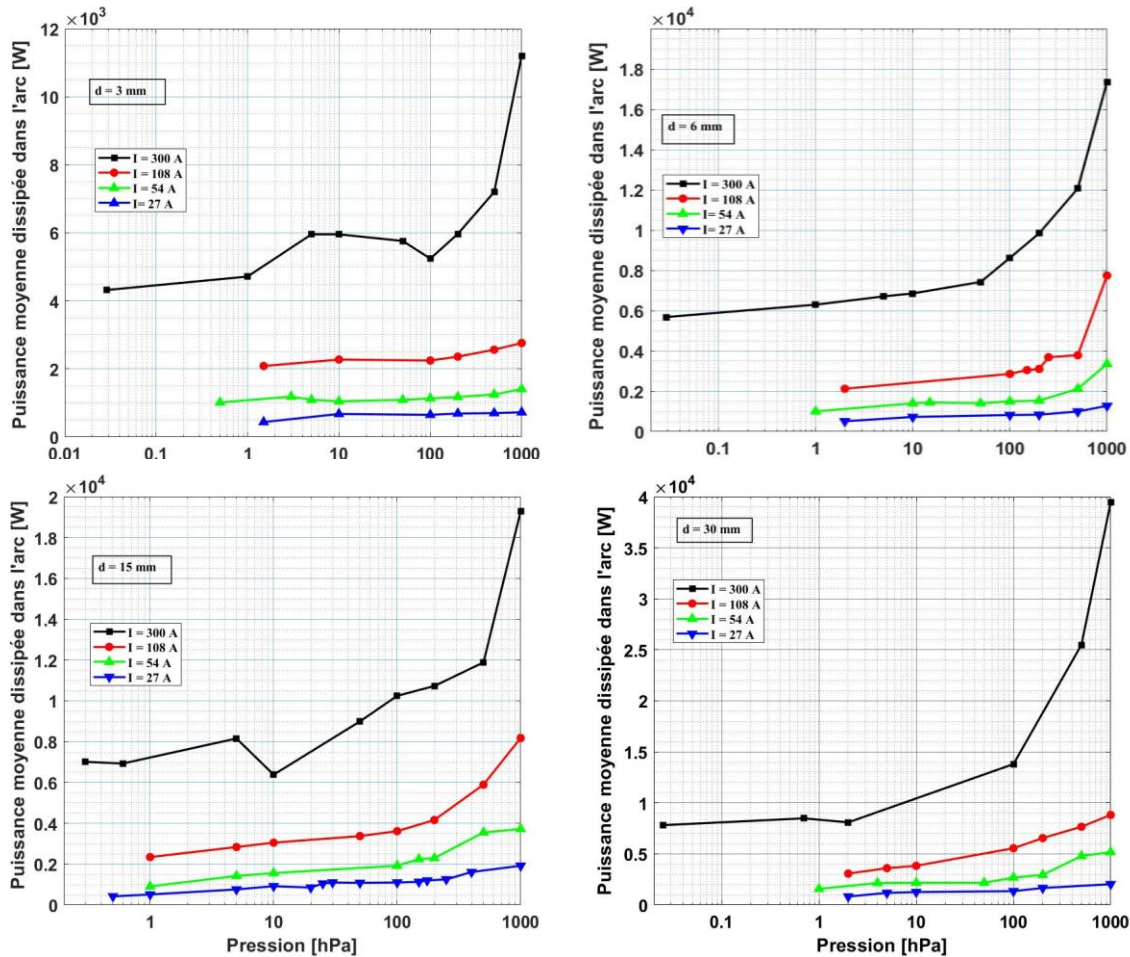 ×10³
Puissance moyenne dissipée dans l'arc [W]
12
10
8
6
4
2
0
d = 3 mm
I = 300 A
I = 108 A
I = 54 A
I= 27 A
0.01
0.1
1
10
100
1000
×10⁴
Puissance moyenne dissipée dans l'arc [W]
1.8
1.6
1.4
1.2
1
0.8
0.6
0.4
0.2
0
d = 6 mm
I = 300 A
I = 108 A
I= 54 A
I= 27 A
0.1
1
10
100
1000
×10⁴
Puissance moyenne dissipée dans l'arc [W]
2
1.8
1.6
1.4
1.2
1
0.8
0.6
0.4
0.2
0
d = 15 mm
I = 300 A
I = 108 A
I = 54 A
I = 27 A
1
10
100
1000
Pression [hPa]
×10⁴
Puissance moyenne dissipée dans l'arc [W]
4
3.5
3
2.5
2
1.5
1
0.5
0
d = 30 mm
I = 300 A
I = 108 A
I = 54 A
I = 27 A
0.1
1
10
100
1000
Pression [hPa]